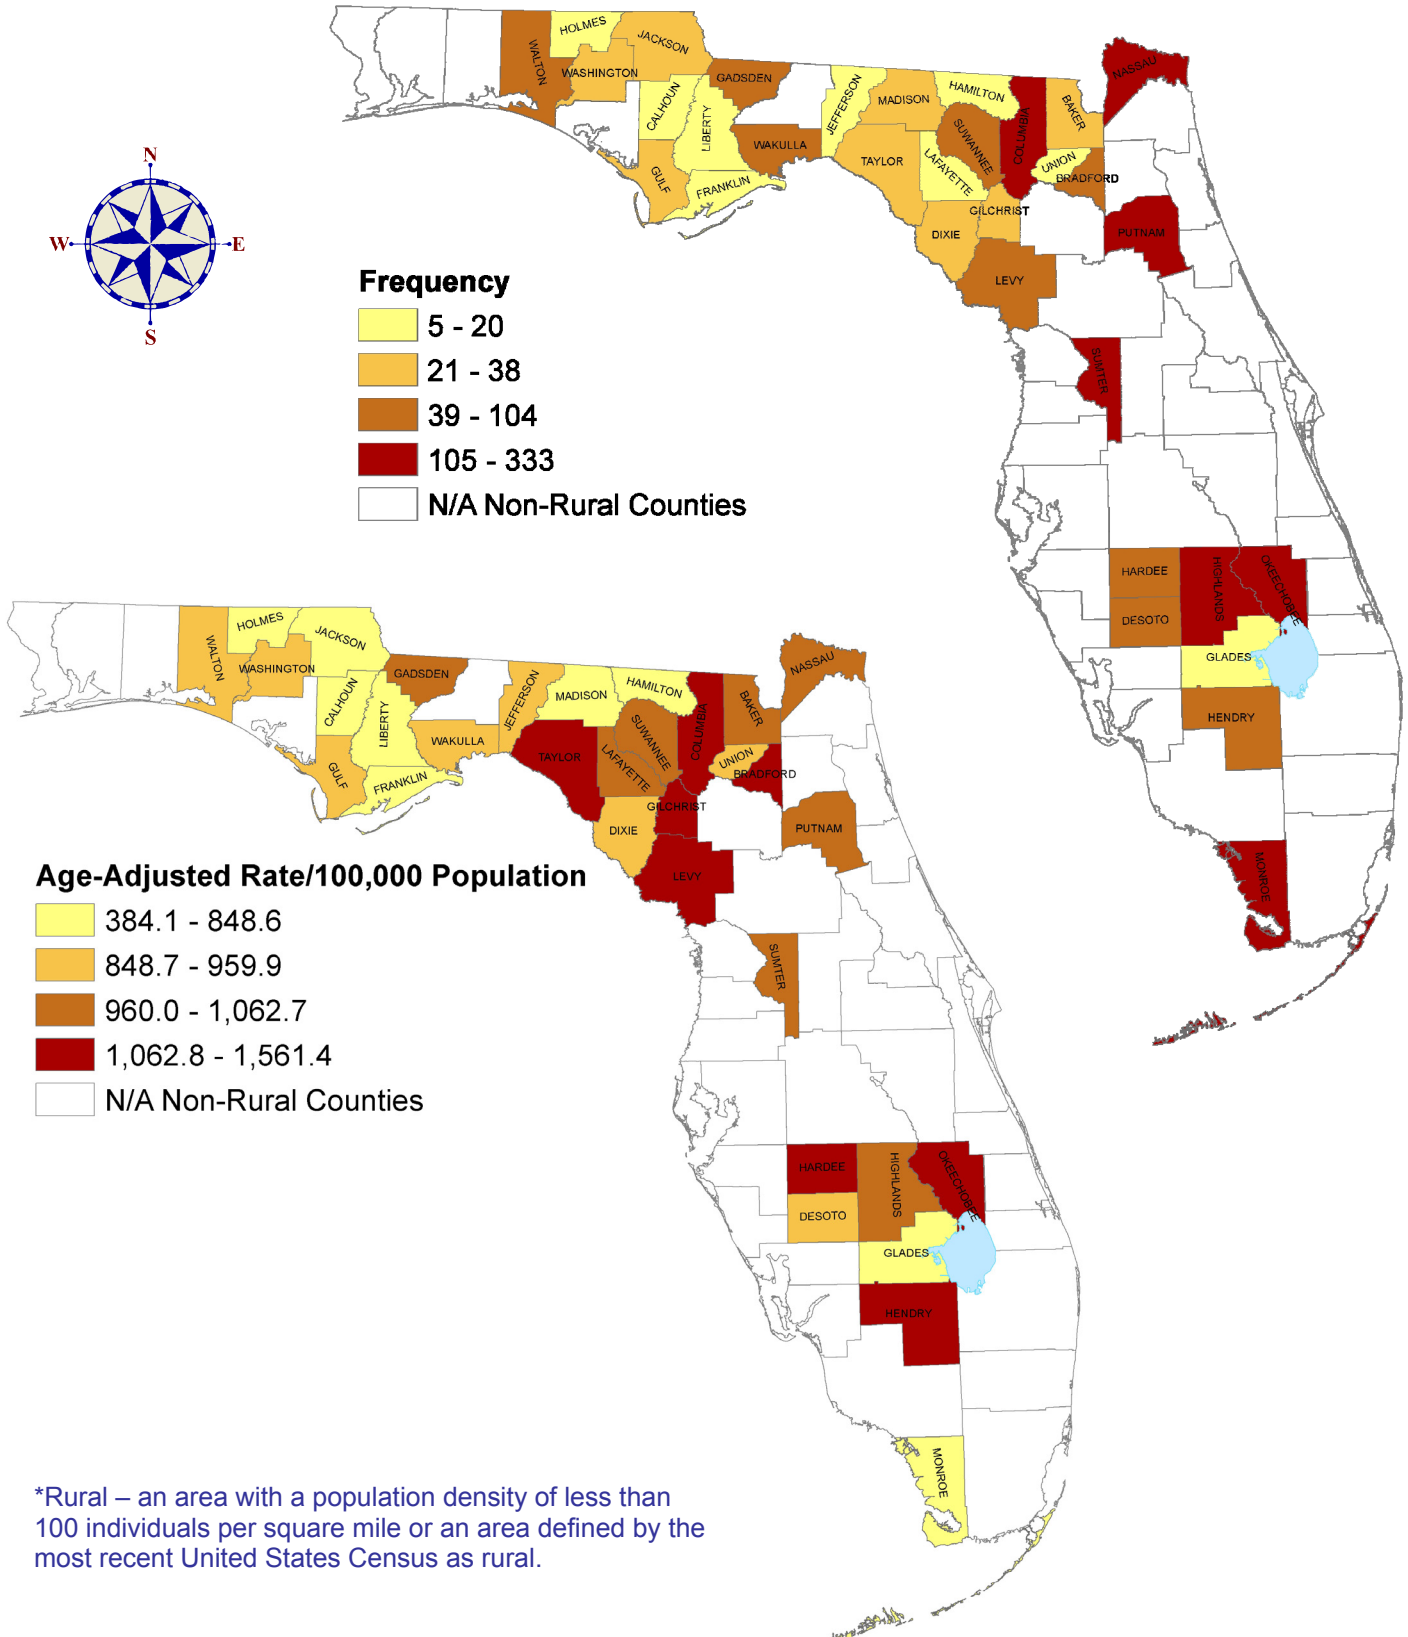 HOLMES
JACKSON
WALTON
WASHINGTON
CALHOUN
LIBERTY
GULF
FRANKLIN
GADSDEN
WAKULLA
JEFFERSON
MADISON
HAMILTON
TAYLOR
LAFAYETTE
SUWANNEE
COLUMBIA
BAKER
NASSAU
UNION
BRADFORD
GILCHRIST
DIXIE
LEVY
PUTNAM
SUMTER
HARDEE
DESOTO
HIGHLANDS
OKEECHOBEE
GLADES
HENDRY
MONROE
N
W
E
S
Frequency
5 - 20
21 - 38
39 - 104
105 - 333
N/A Non-Rural Counties
HOLMES
JACKSON
WALTON
WASHINGTON
CALHOUN
LIBERTY
GULF
FRANKLIN
GADSDEN
WAKULLA
JEFFERSON
MADISON
HAMILTON
TAYLOR
LAFAYETTE
SUWANNEE
COLUMBIA
BAKER
NASSAU
UNION
BRADFORD
GILCHRIST
DIXIE
LEVY
PUTNAM
SUMTER
HARDEE
DESOTO
HIGHLANDS
OKEECHOBEE
GLADES
HENDRY
MONROE
Age-Adjusted Rate/100,000 Population
384.1 - 848.6
848.7 - 959.9
960.0 - 1,062.7
1,062.8 - 1,561.4
N/A Non-Rural Counties
*Rural – an area with a population density of less than
100 individuals per square mile or an area defined by the
most recent United States Census as rural.